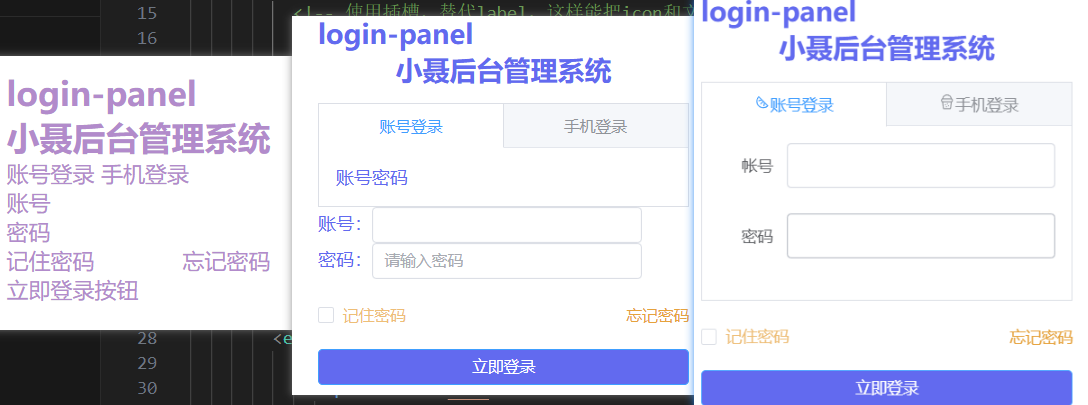 15
<!-- 使用插槽，替代label，这样能把icon和文
16
login-panel
小聂后台管理系统
账号登录 手机登录
账号
密码
记住密码 忘记密码
立即登录按钮
28
<e
29
30
login-panel
小聂后台管理系统
账号登录 手机登录
账号密码
账号：
密码： 请输入密码
记住密码 忘记密码
立即登录
login-panel
小聂后台管理系统
账号登录 手机登录
帐号
密码
记住密码 忘记密码
立即登录